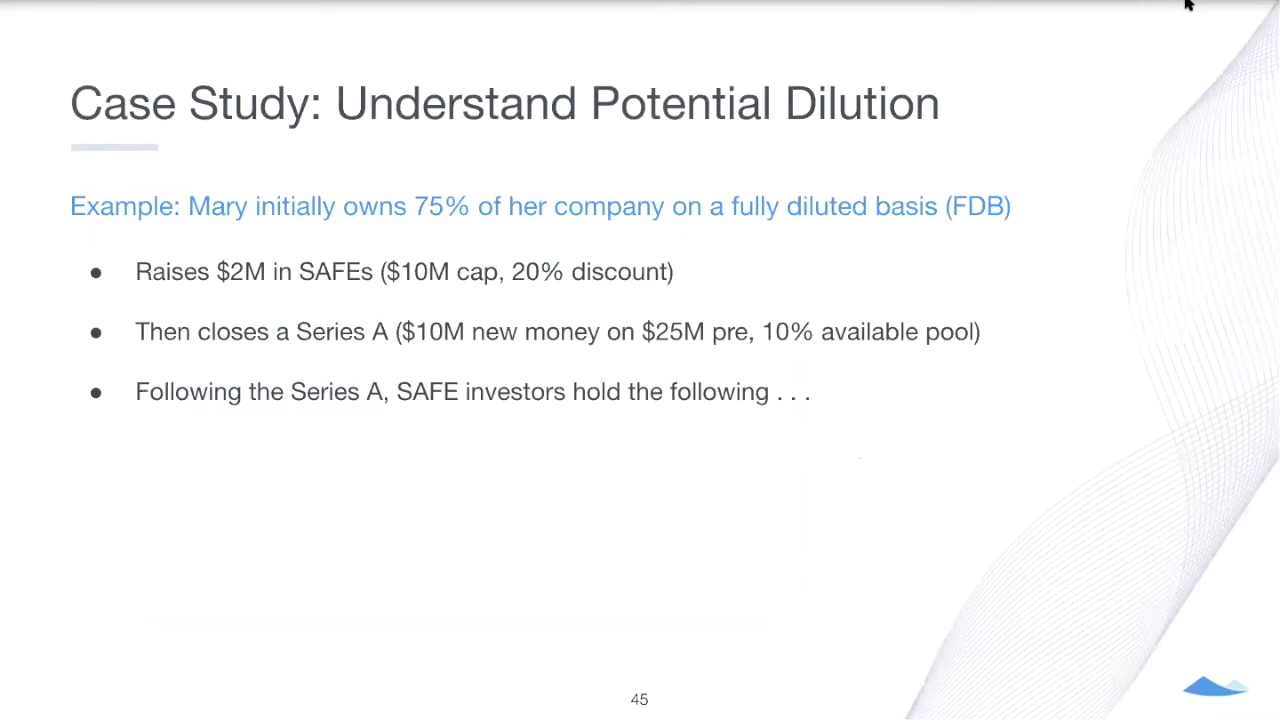 Case Study: Understand Potential Dilution
Example: Mary initially owns 75% of her company on a fully diluted basis (FDB)
● Raises $2M in SAFEs ($10M cap, 20% discount)
● Then closes a Series A ($10M new money on $25M pre, 10% available pool)
● Following the Series A, SAFE investors hold the following . . .
45